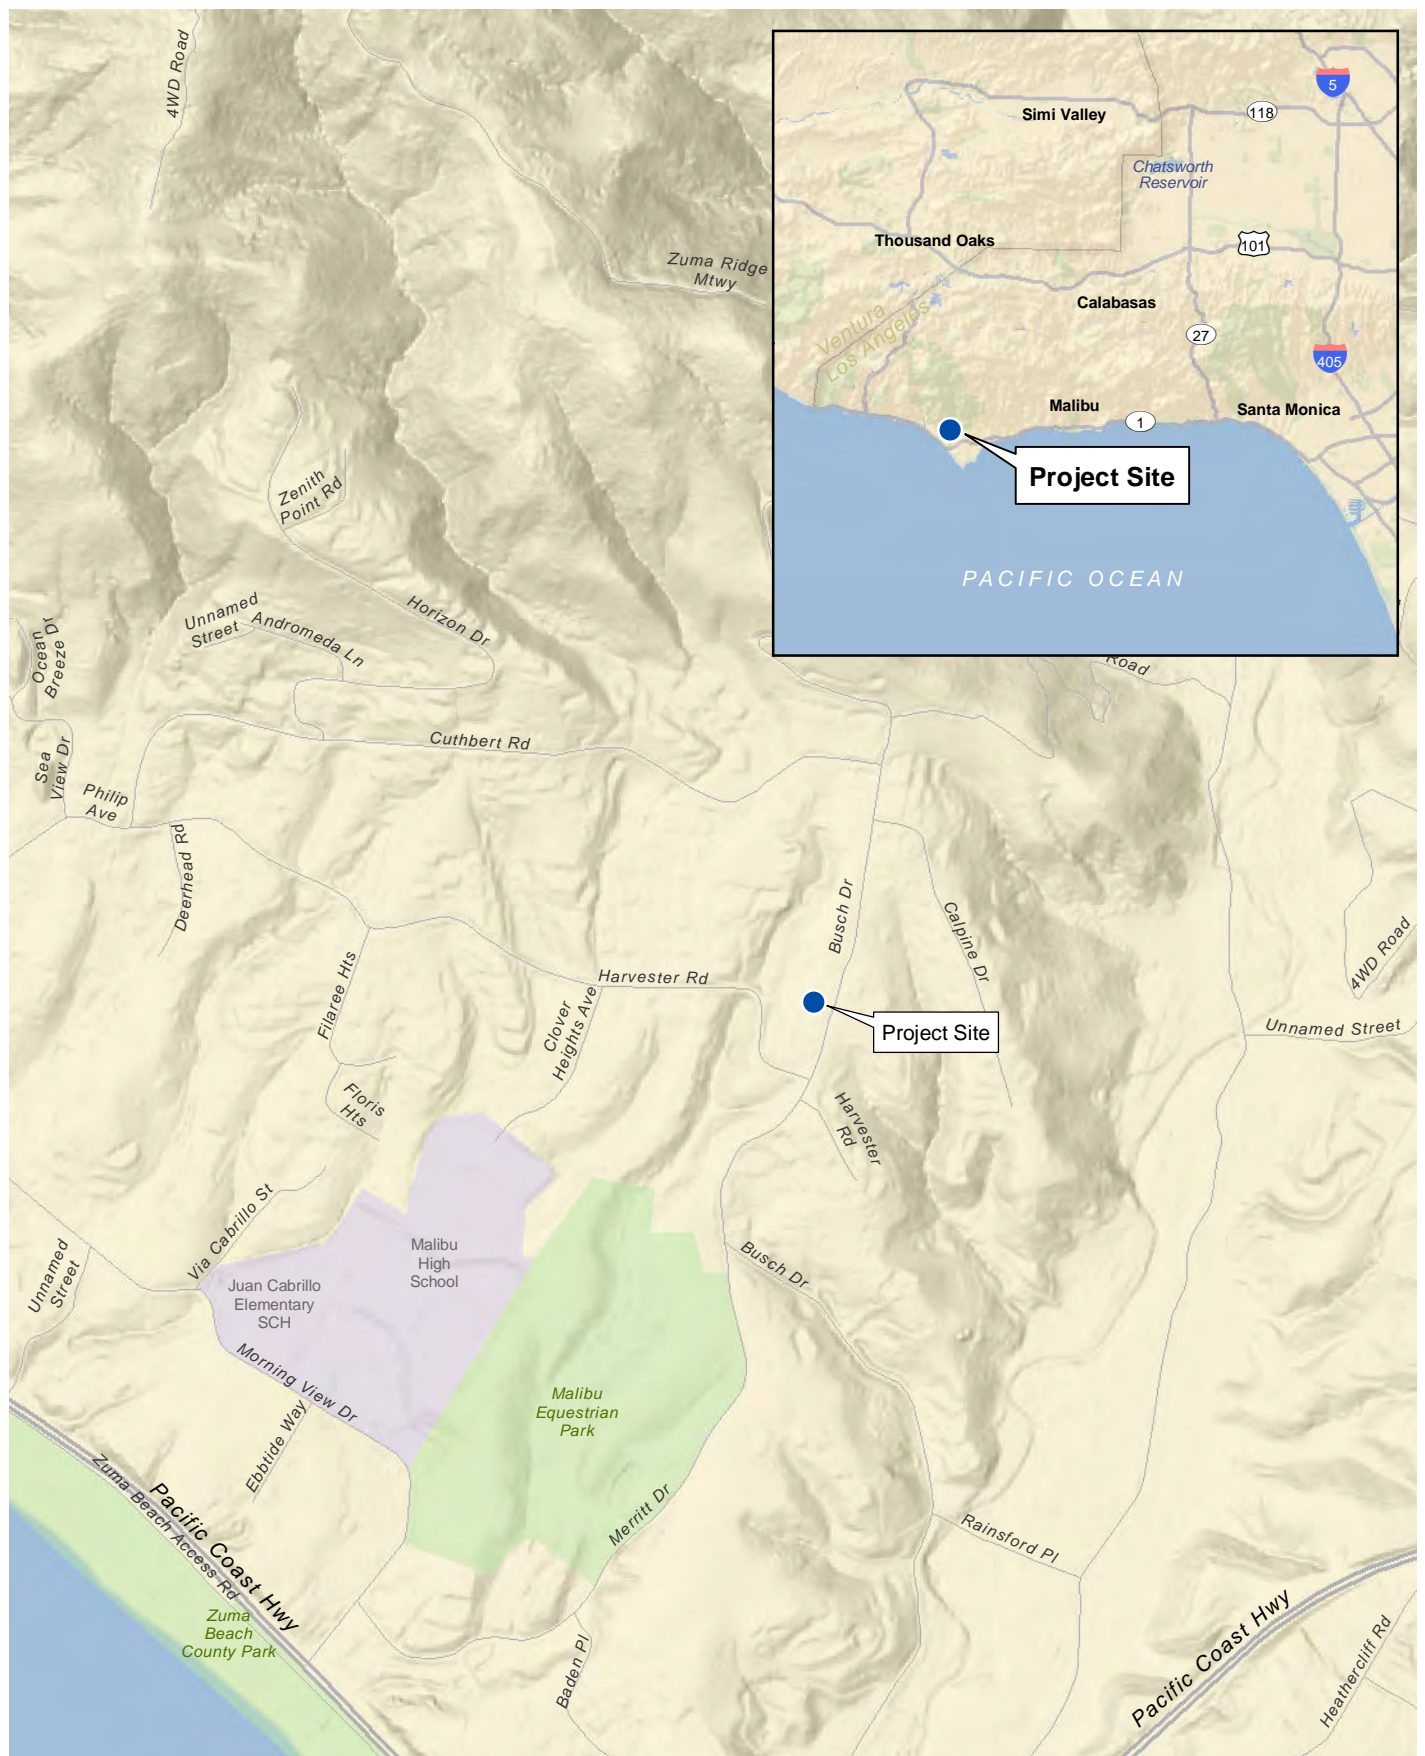 4WD Road
Zuma Ridge
Mtwy
5
Simi Valley
118
Chatsworth
Reservoir
Thousand Oaks
101
Calabasas
Ventura
Los Angeles
27
405
Malibu
1
Santa Monica
Project Site
PACIFIC OCEAN
Zenith
Point Rd
Horizon Dr
Unnamed
Street
Andromeda Ln
Ocean
Breeze Dr
Road
Sea
View Dr
Cuthbert Rd
Philip
Ave
Deerhead Rd
Busch Dr
Calpine Dr
4WD Road
Filaree Hts
Harvester Rd
Clover
Heights Ave
Project Site
Unnamed Street
Floris
Hts
Harvester
Rd
Via Cabrillo St
Unnamed
Street
Malibu
High
School
Busch Dr
Juan Cabrillo
Elementary
SCH
Morning View Dr
Malibu
Equestrian
Park
Ebbtide Way
Zuma Beach Access Rd
Pacific Coast Hwy
Merritt Dr
Rainsford Pl
Zuma
Beach
County Park
Baden Pl
Pacific Coast Hwy
Heathercliff Rd